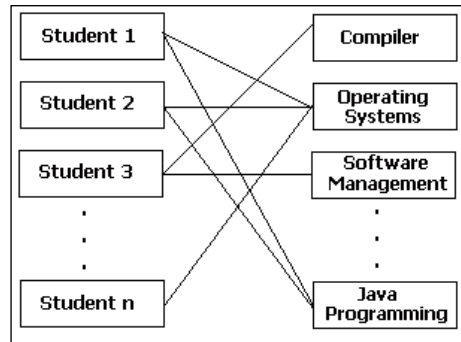 Student 1
Student 2
Student 3
Student n
Compiler
Operating
Systems
Software
Management
Java
Programming